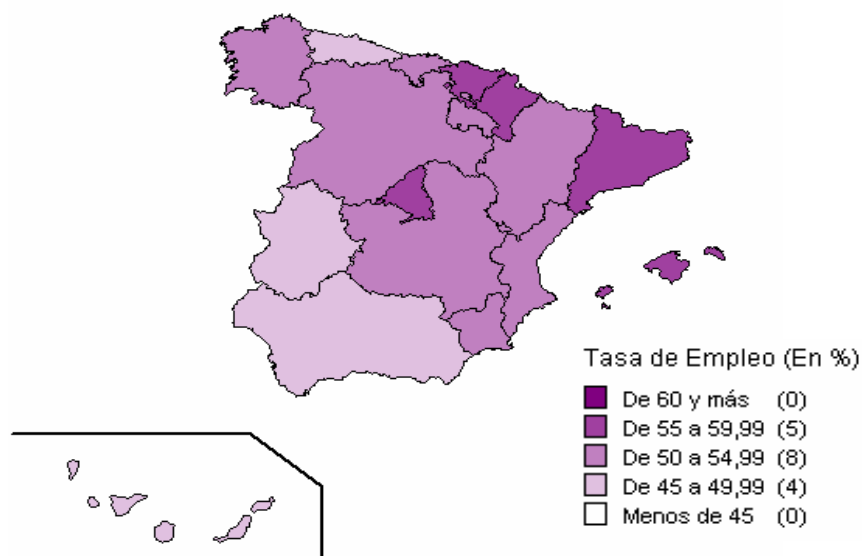 Tasa de Empleo (En %)
De 60 y más (0)
De 55 a 59,99 (5)
De 50 a 54,99 (8)
De 45 a 49,99 (4)
Menos de 45 (0)